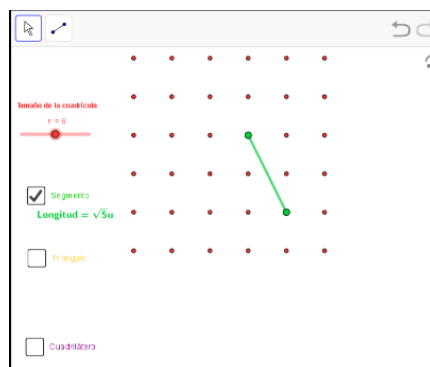 Tamaño de la cuadrícula
n = 6
Segmento
Longitud = √5u
Triángulo
Cuadrilátero